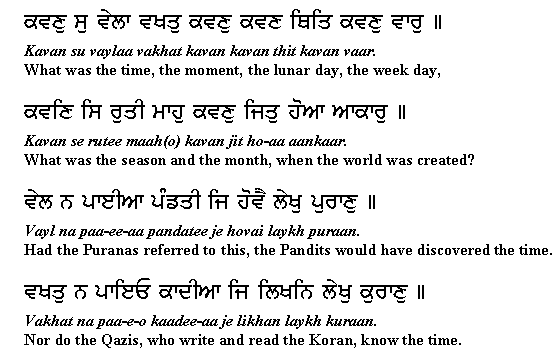 ਕਵਣੁ ਸੁ ਵੇਲਾ ਵਖਤੁ ਕਵਣੁ ਕਵਣ ਥਿਤਿ ਕਵਣੁ ਵਾਰੁ ॥
Kavan su vaylaa vakhat kavan kavan thit kavan vaar.
What was the time, the moment, the lunar day, the week day,
ਕਵਣਿ ਸਿ ਰੁਤੀ ਮਾਹੁ ਕਵਣੁ ਜਿਤੁ ਹੋਆ ਆਕਾਰੁ ॥
Kavan se rutee maah(o) kavan jit ho-aa aankaar.
What was the season and the month, when the world was created?
ਵੇਲ ਨ ਪਾਈਆ ਪੰਡਤੀ ਜਿ ਹੋਵੈ ਲੇਖੁ ਪੁਰਾਣੁ ॥
Vayl na paa-ee-aa pandatee je hovai laykh puraan.
Had the Puranas referred to this, the Pandits would have discovered the time.
ਵਖਤੁ ਨ ਪਾਇਓ ਕਾਦੀਆ ਜਿ ਲਿਖਨਿ ਲੇਖੁ ਕੁਰਾਣੁ ॥
Vakhat na paa-e-o kaadee-aa je likhan laykh kuraan.
Nor do the Qazis, who write and read the Koran, know the time.